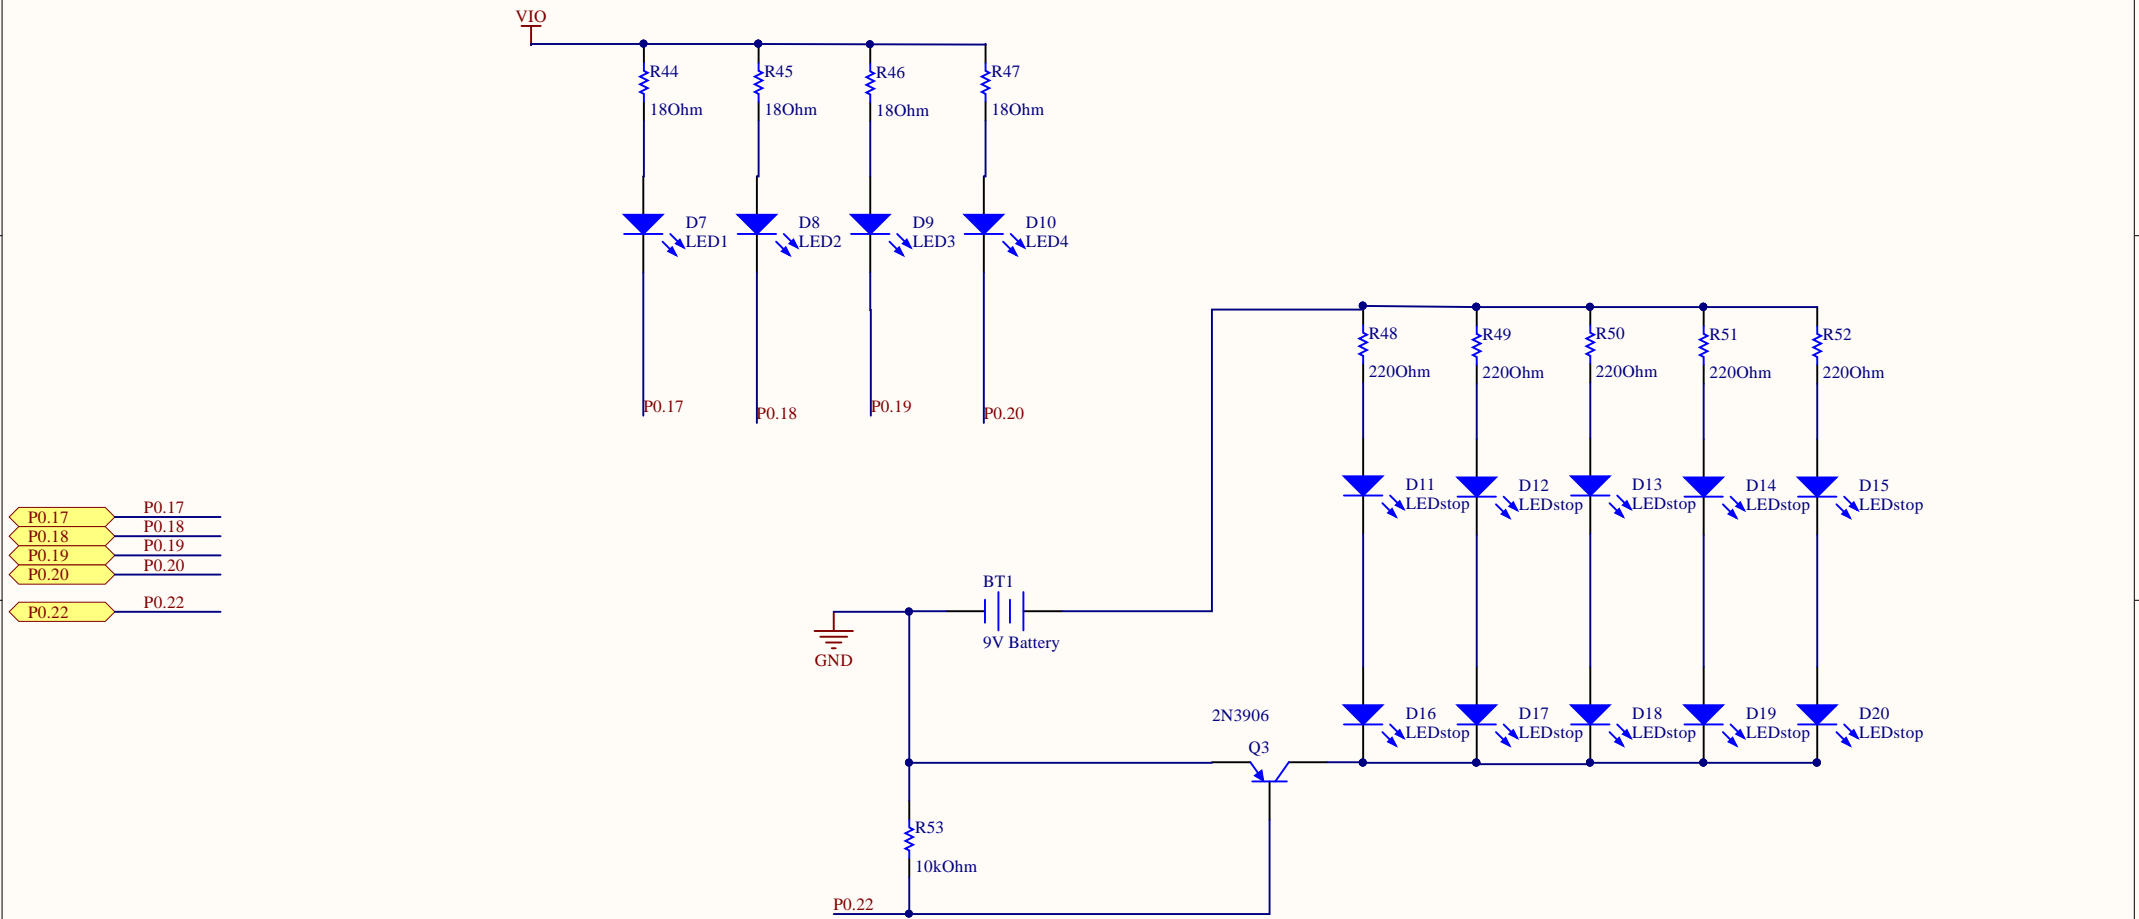 VIO
R44
18Ohm
R45
18Ohm
R46
18Ohm
R47
18Ohm
D7
LED1
D8
LED2
D9
LED3
D10
LED4
P0.17
P0.18
P0.19
P0.20
R48
220Ohm
R49
220Ohm
R50
220Ohm
R51
220Ohm
R52
220Ohm
D11
LEDstop
D12
LEDstop
D13
LEDstop
D14
LEDstop
D15
LEDstop
P0.17 P0.17
P0.18 P0.18
P0.19 P0.19
P0.20 P0.20
P0.22 P0.22
BT1
9V Battery
GND
2N3906
Q3
D16
LEDstop
D17
LEDstop
D18
LEDstop
D19
LEDstop
D20
LEDstop
R53
10kOhm
P0.22